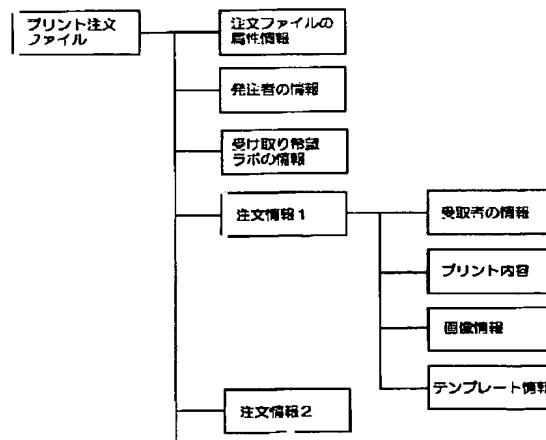 プリント注文
ファイル
注文ファイルの
属性情報
発注者の情報
受け取り希望
ラボの情報
注文情報1
受取者の情報
プリント内容
画像情報
テンプレート情報
注文情報2